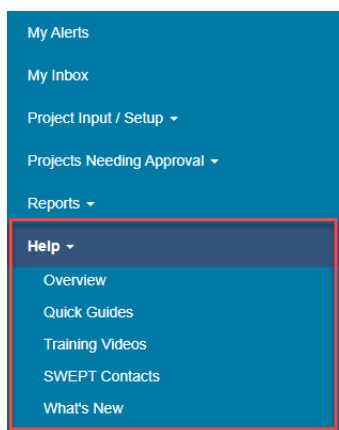 My Alerts
My Inbox
Project Input / Setup
Projects Needing Approval
Reports
Help
Overview
Quick Guides
Training Videos
SWEPT Contacts
What's New